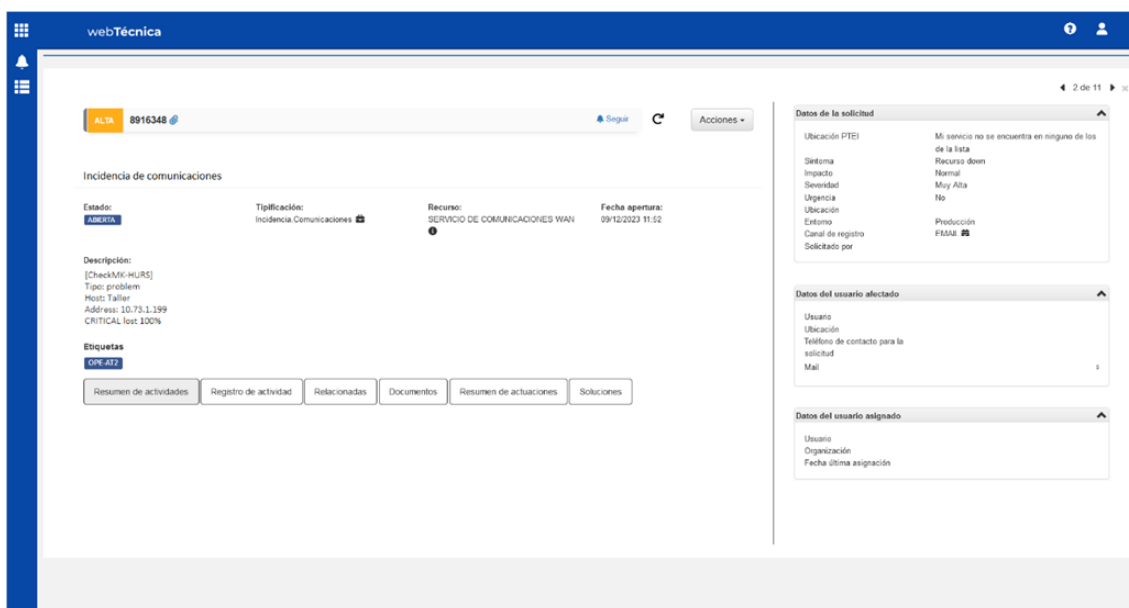 webTécnica
2 de 11
ALTA 8916348 Seguir Acciones
Incidencia de comunicaciones
Estado: Tipificación: Recurso: Fecha apertura:
ABIERTA Incidencia.Comunicaciones SERVICIO DE COMUNICACIONES WAN 09/12/2023 11:52
Descripción:
[CheckMK-HURS]
Tipo: problem
Host: Taller
Address: 10.73.1.199
CRITICAL lost 100%
Etiquetas
OPE-AT2
Resumen de actividades Registro de actividad Relacionadas Documentos Resumen de actuaciones Soluciones
Datos de la solicitud
Ubicación PTEI Mi servicio no se encuentra en ninguno de los
de la lista
Síntoma Recurso down
Impacto Normal
Severidad Muy Alta
Urgencia No
Ubicación
Entorno Producción
Canal de registro EMAIL
Solicitado por
Datos del usuario afectado
Usuario
Ubicación
Teléfono de contacto para la
solicitud
Mail s
Datos del usuario asignado
Usuario
Organización
Fecha última asignación